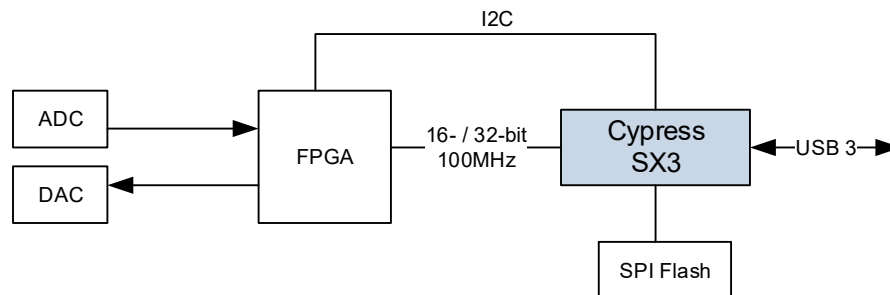 I2C
ADC
DAC
FPGA
16- / 32-bit
100MHz
Cypress
SX3
USB 3
SPI Flash